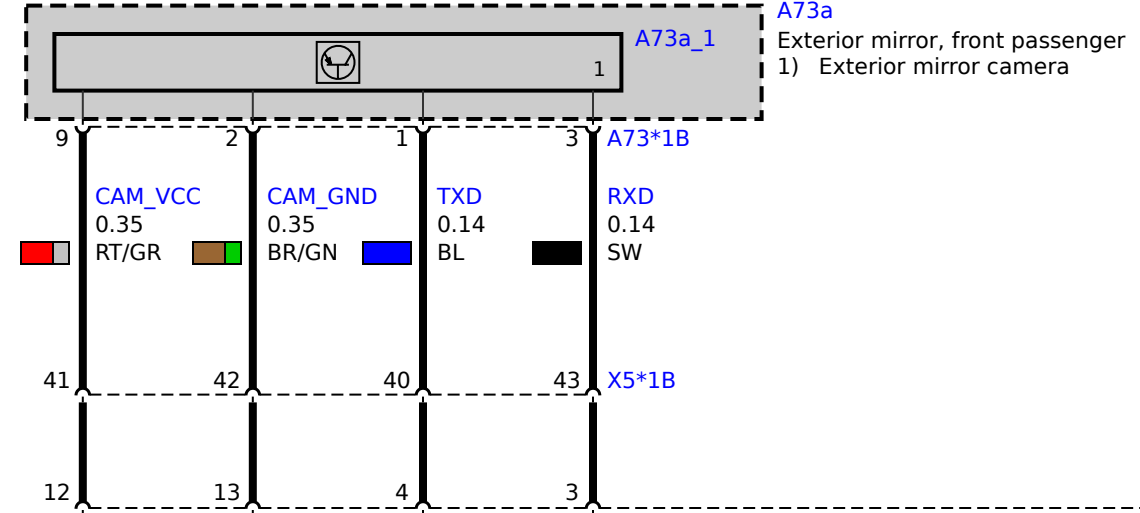 A73a
A73a_1
Exterior mirror, front passenger
1
1) Exterior mirror camera
9 2 1 3 A73*1B
CAM_VCC CAM_GND TXD RXD
0.35 0.35 0.14 0.14
RT/GR BR/GN BL SW
41 42 40 43 X5*1B
12 13 4 3